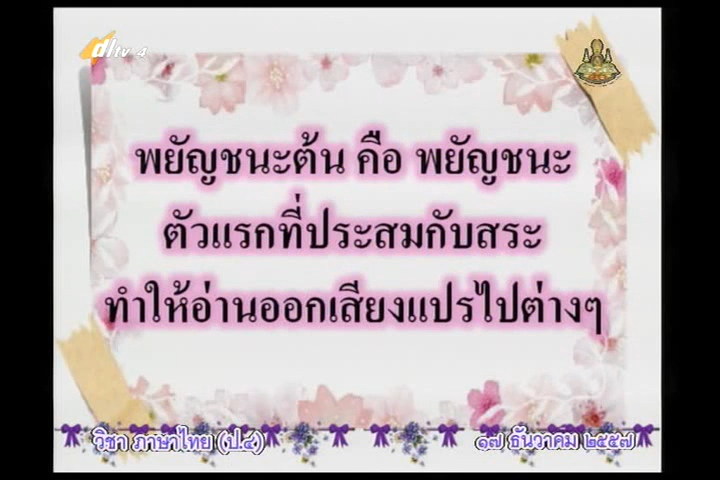 dltv 4
พยัญชนะต้น คือ พยัญชนะ
ตัวแรกที่ประสมกับสระ
ทำให้อ่านออกเสียงแปรไปต่างๆ
วิชา ภาษาไทย (ป.๔) ๑๗ ธันวาคม ๒๕๕๗